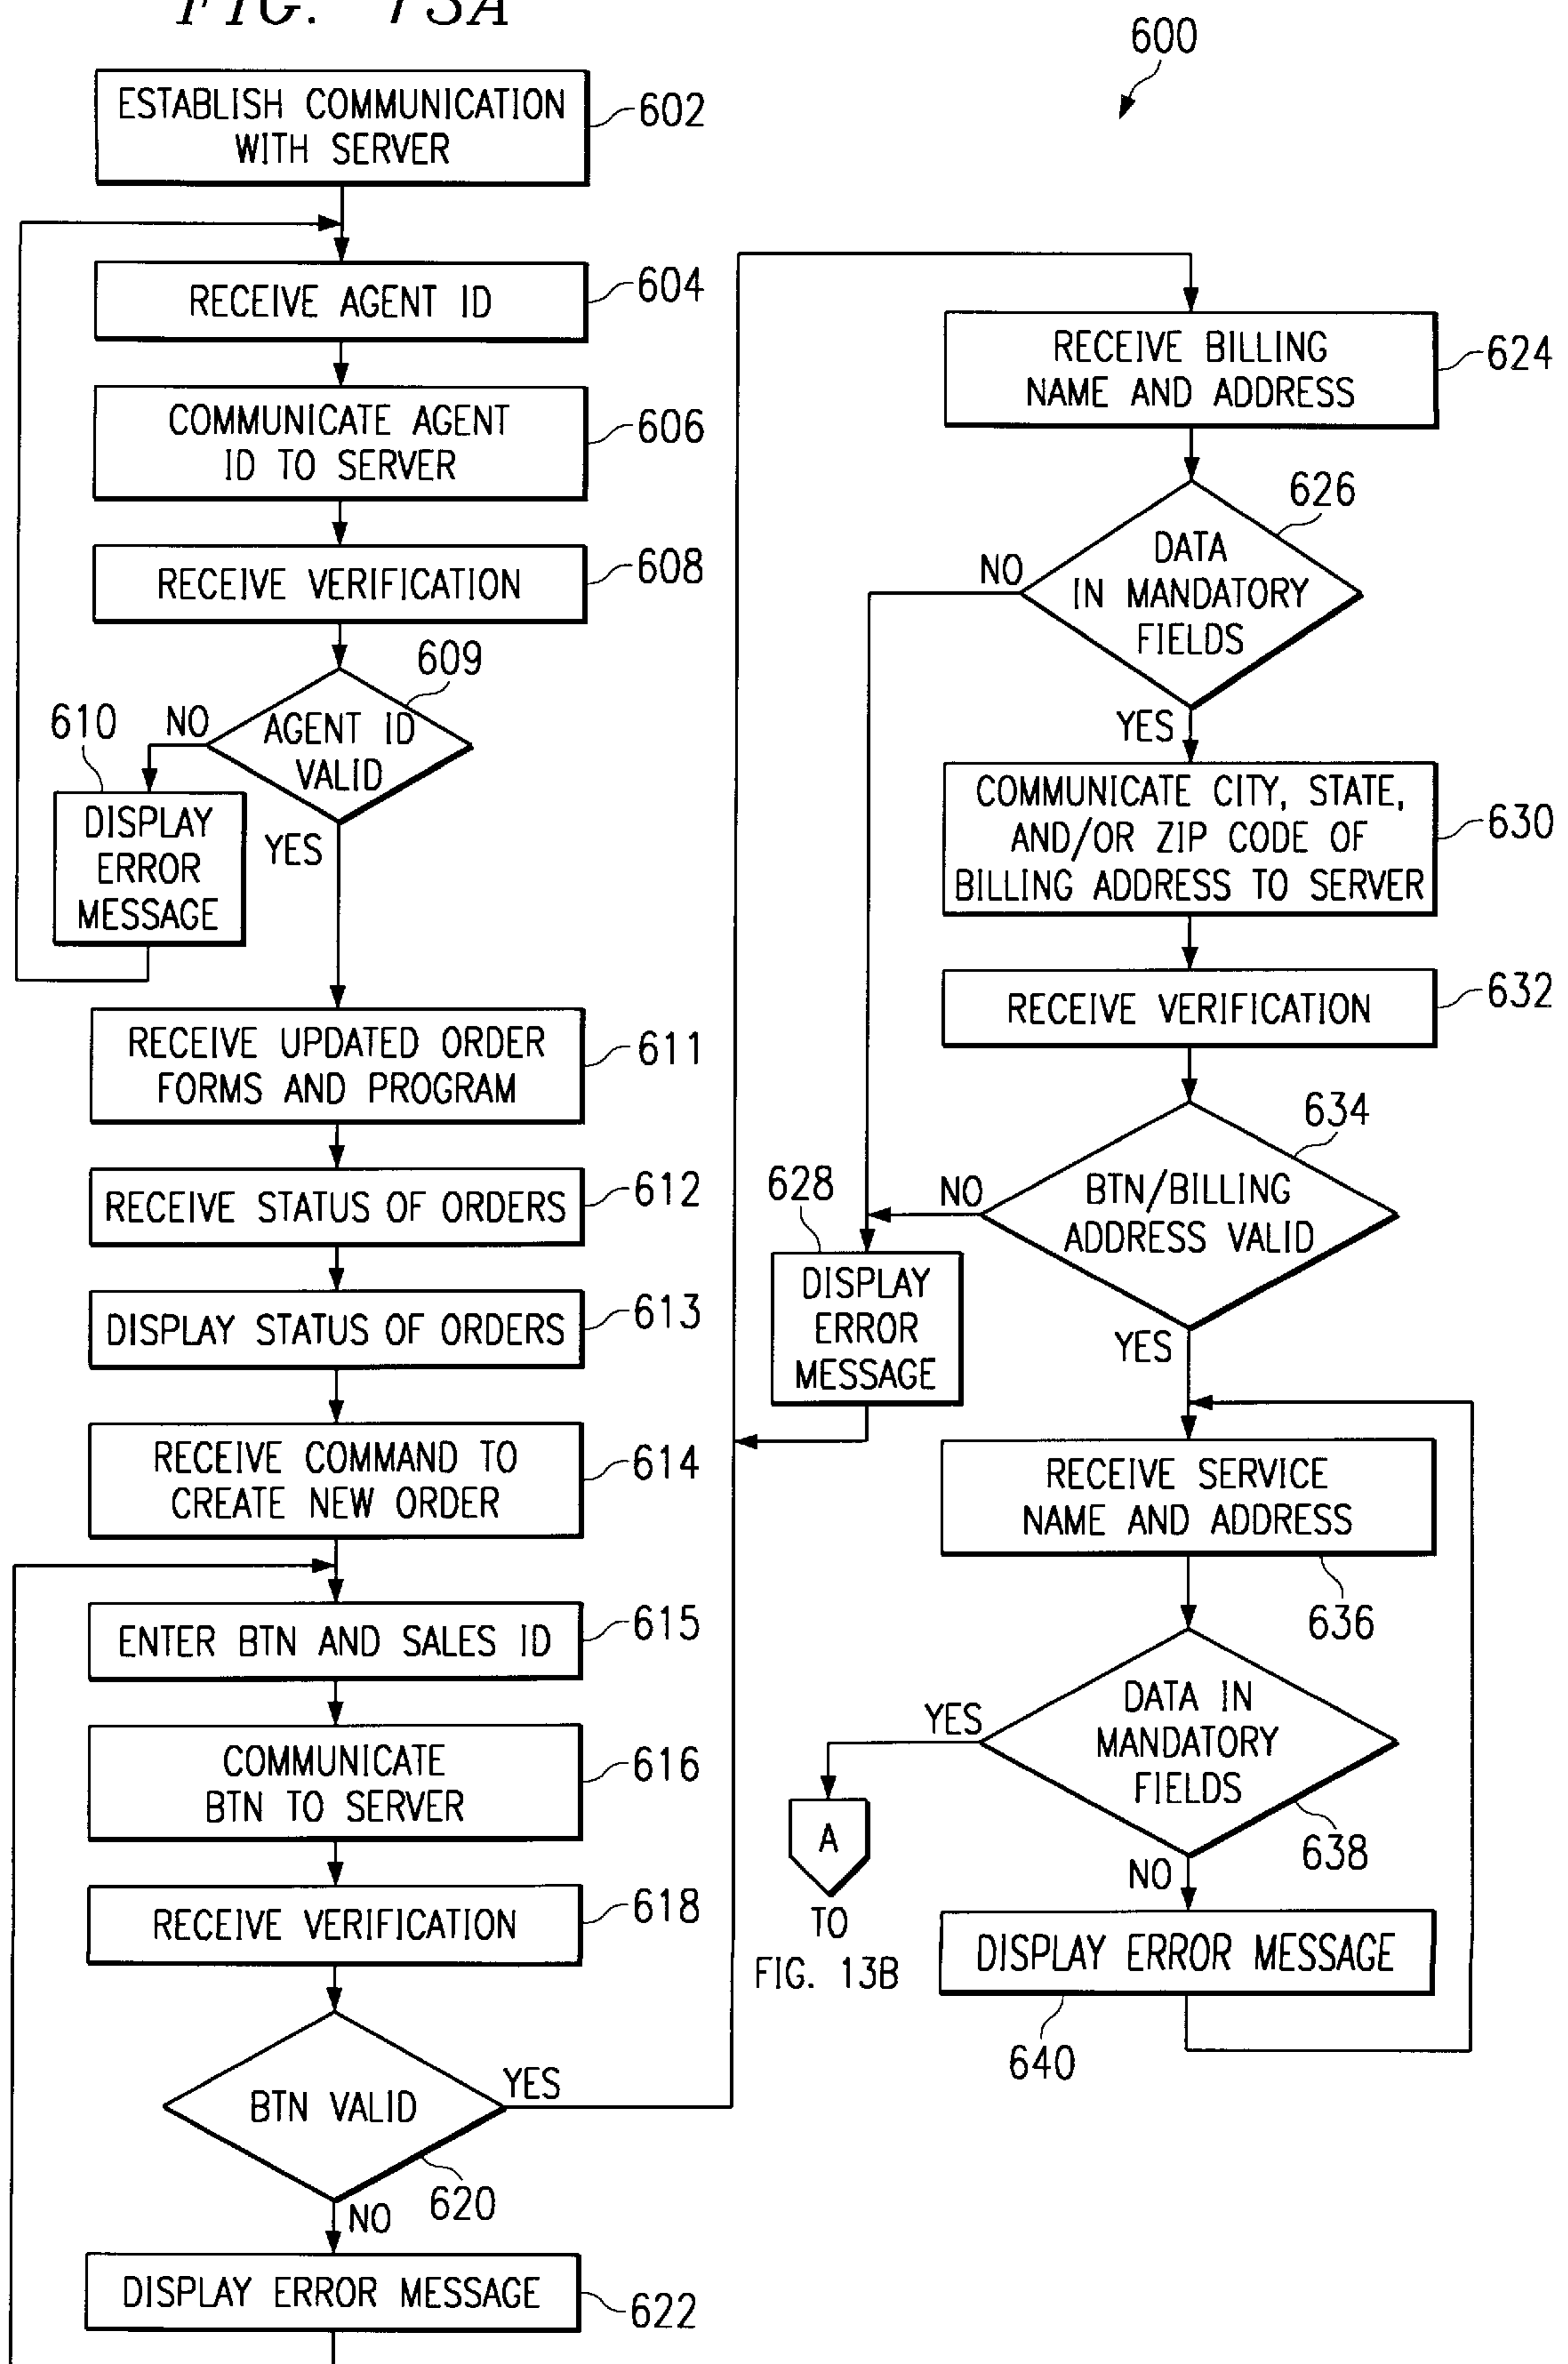 FIG. 13A
600
ESTABLISH COMMUNICATION
WITH SERVER
602
RECEIVE AGENT ID
604
COMMUNICATE AGENT
ID TO SERVER
606
RECEIVE VERIFICATION
608
609
AGENT ID
VALID
NO
610
DISPLAY
ERROR
MESSAGE
YES
RECEIVE UPDATED ORDER
FORMS AND PROGRAM
611
RECEIVE STATUS OF ORDERS
612
DISPLAY STATUS OF ORDERS
613
RECEIVE COMMAND TO
CREATE NEW ORDER
614
ENTER BTN AND SALES ID
615
COMMUNICATE
BTN TO SERVER
616
RECEIVE VERIFICATION
618
BTN VALID
YES
620
NO
DISPLAY ERROR MESSAGE
622
RECEIVE BILLING
NAME AND ADDRESS
624
626
DATA
IN MANDATORY
FIELDS
NO
YES
COMMUNICATE CITY, STATE,
AND/OR ZIP CODE OF
BILLING ADDRESS TO SERVER
630
RECEIVE VERIFICATION
632
634
BTN/BILLING
ADDRESS VALID
NO
628
DISPLAY
ERROR
MESSAGE
YES
RECEIVE SERVICE
NAME AND ADDRESS
636
DATA IN
MANDATORY
FIELDS
YES
638
A
TO
FIG. 13B
NO
DISPLAY ERROR MESSAGE
640